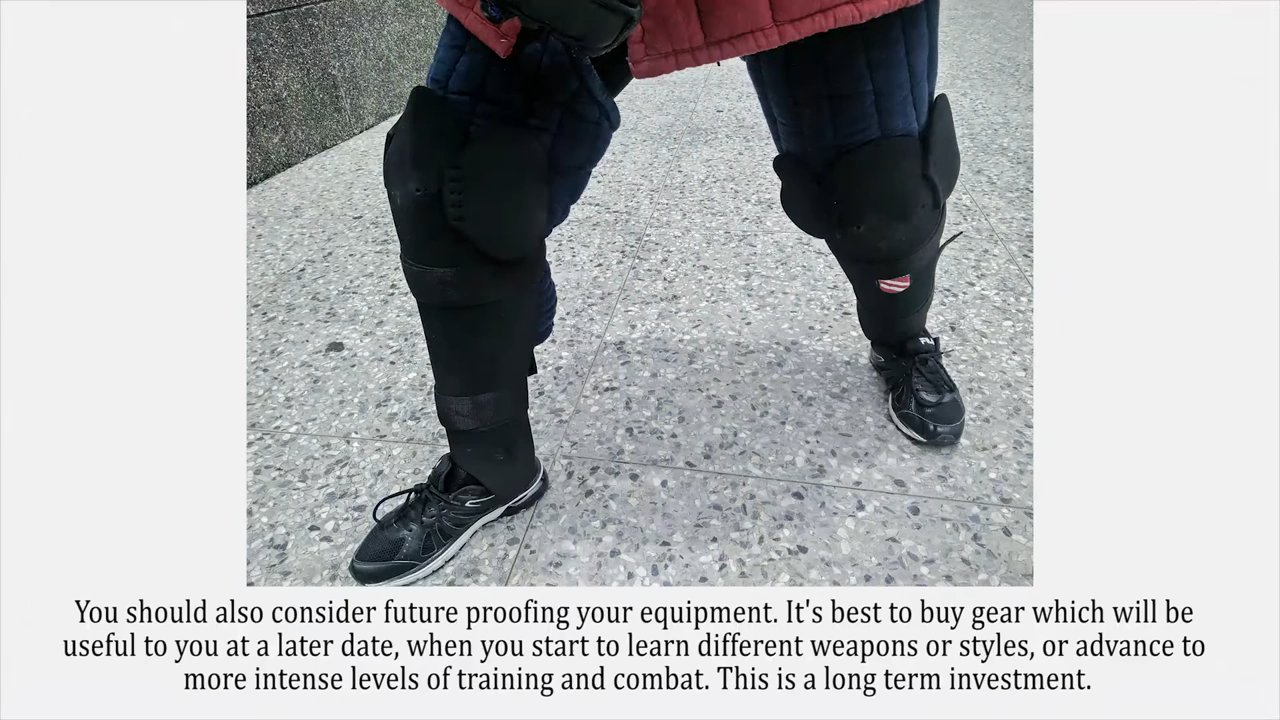 You should also consider future proofing your equipment. It's best to buy gear which will be
useful to you at a later date, when you start to learn different weapons or styles, or advance to
more intense levels of training and combat. This is a long term investment.